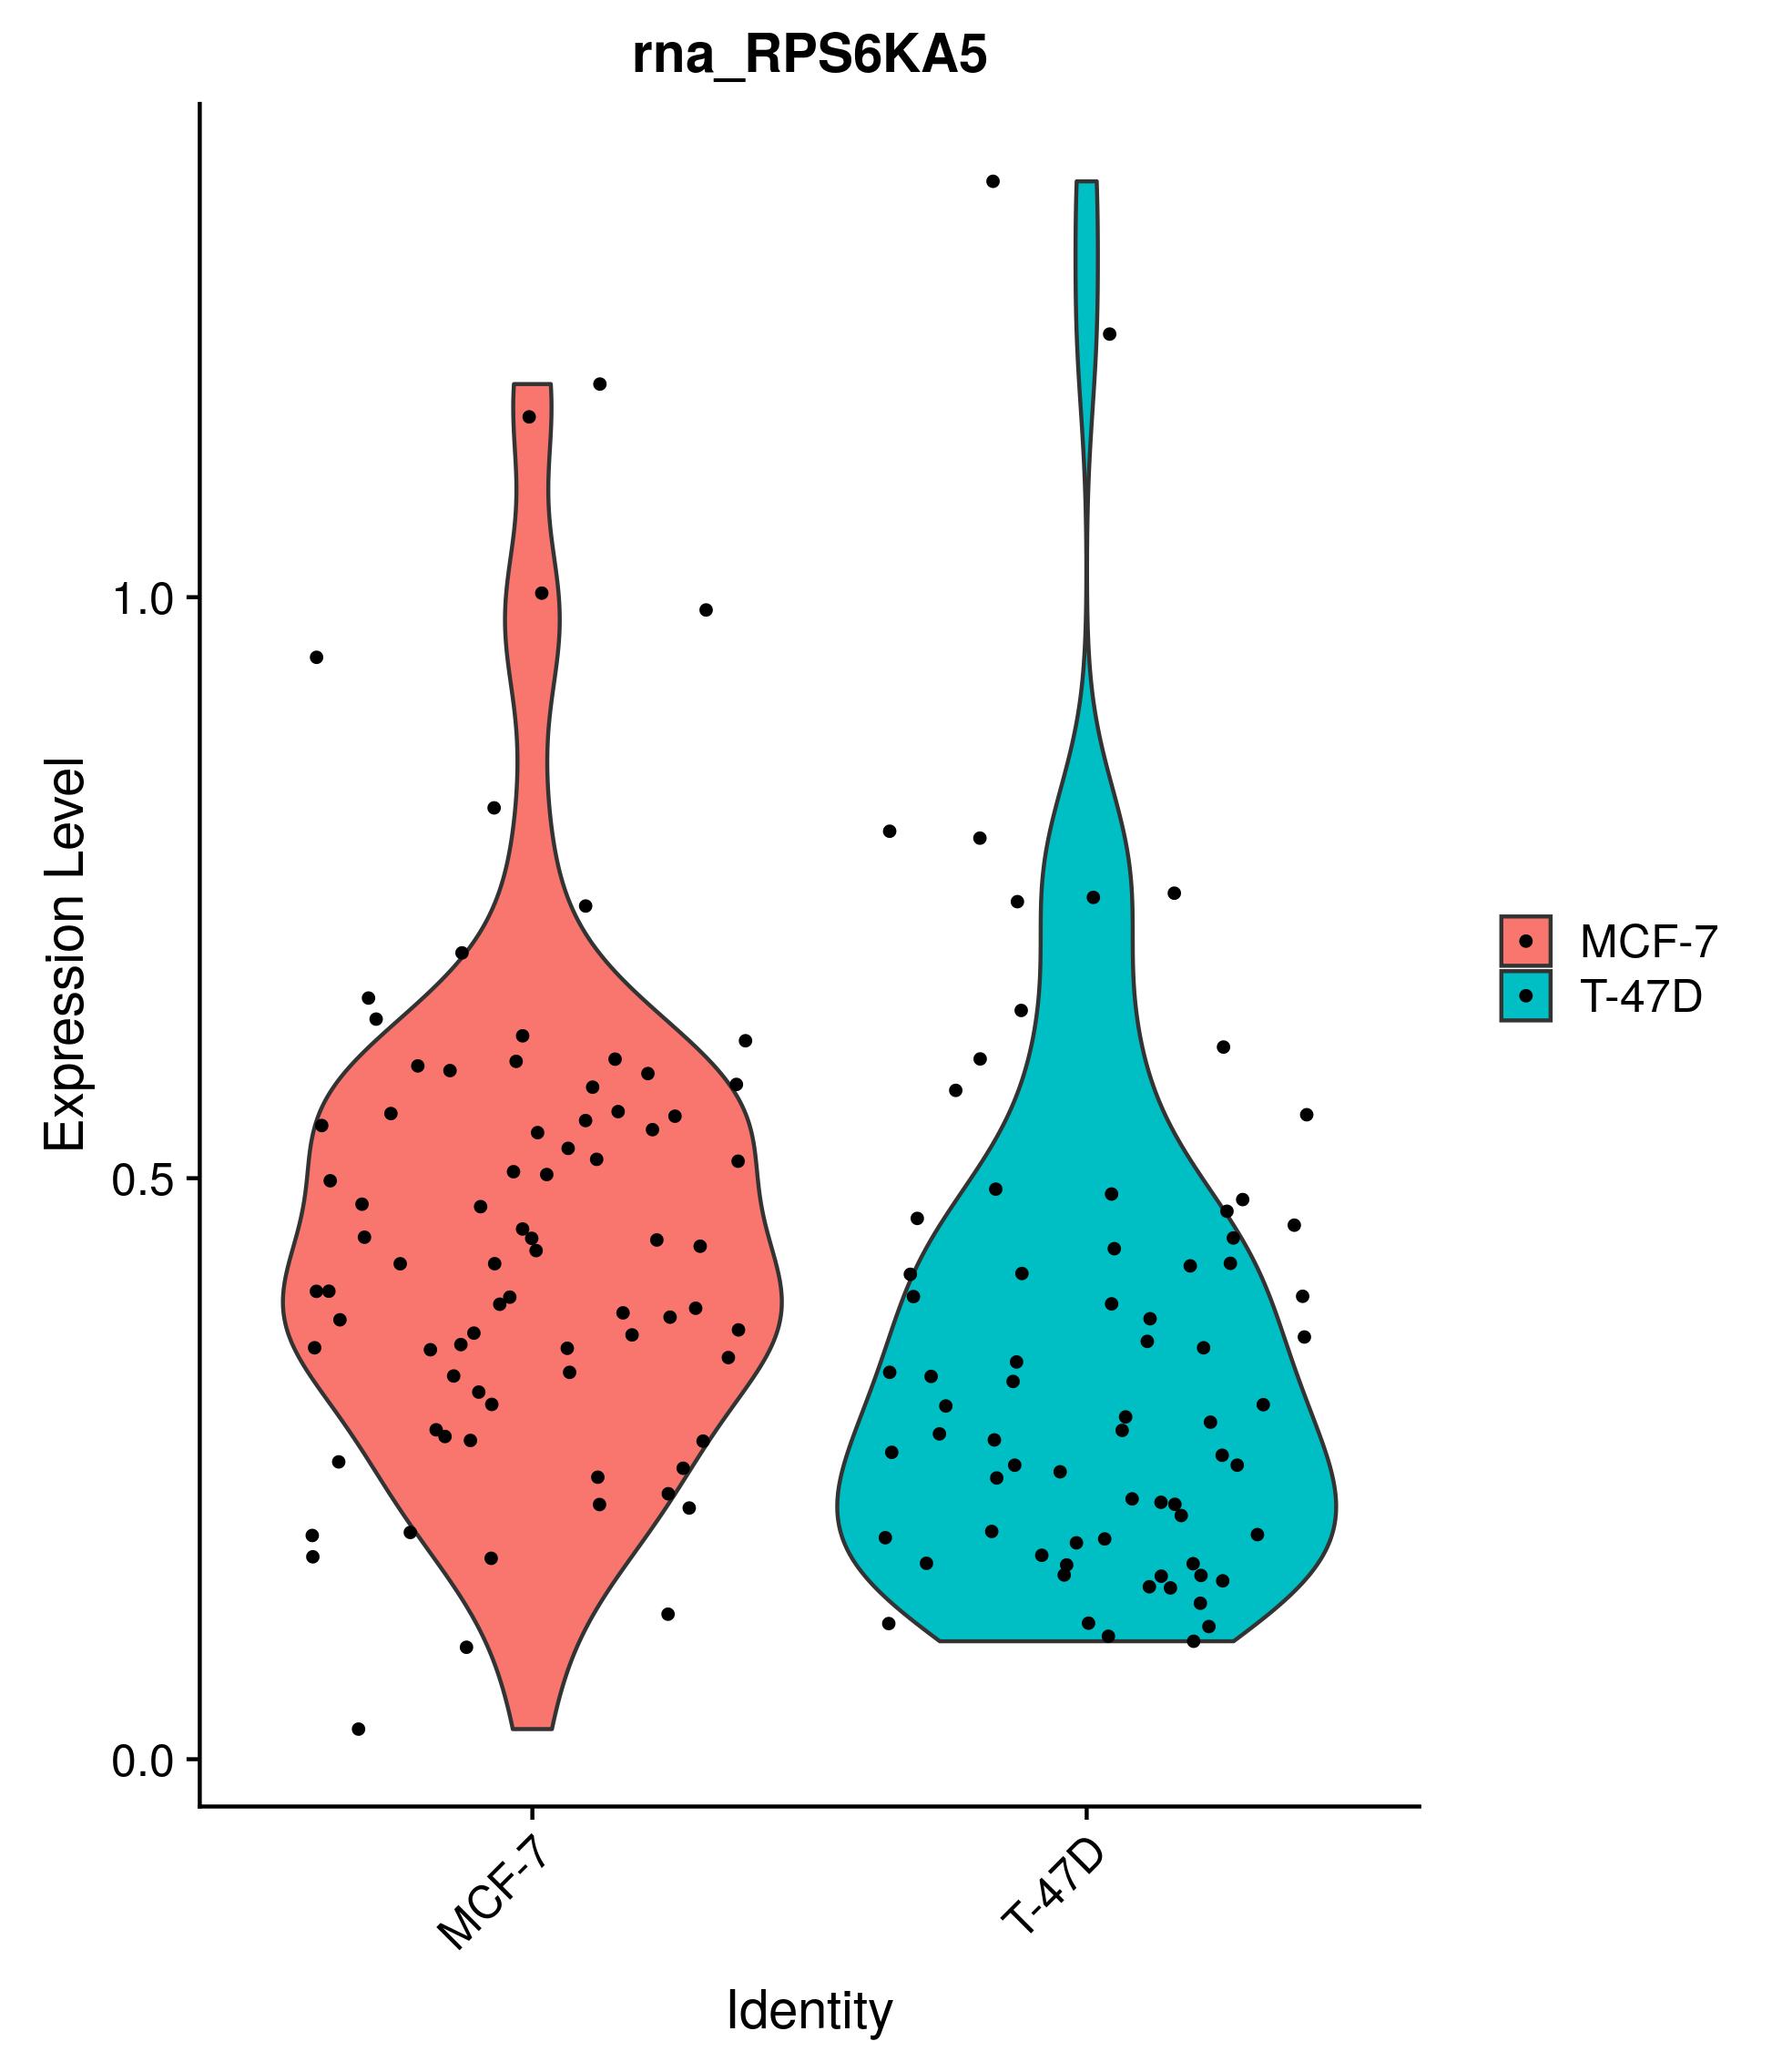 rna_RPS6KA5
Expression Level
1.0
0.5
0.0
MCF-7
T-47D
Identity
MCF-7
T-47D